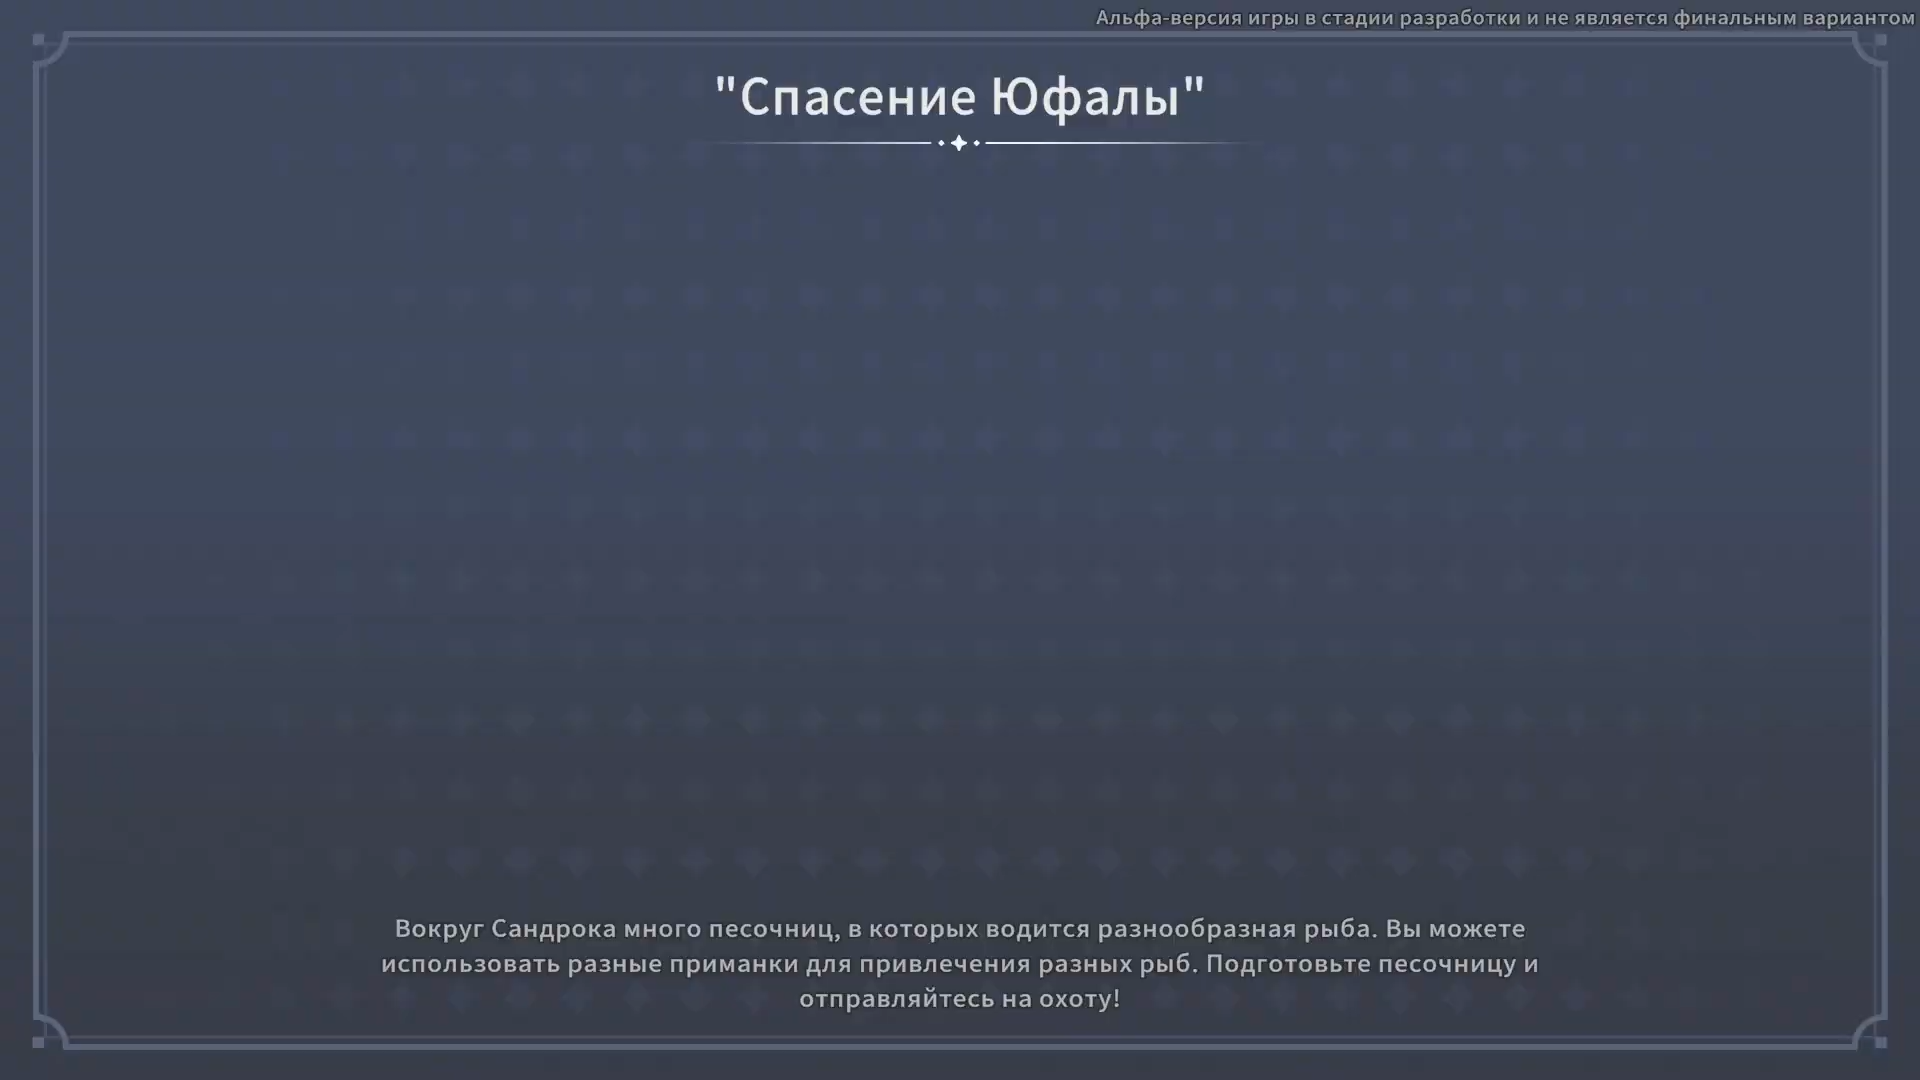 Альфа-версия игры в стадии разработки и не является финальным вариантом
"Спасение Юфалы"
Вокруг Сандрока много песочниц, в которых водится разнообразная рыба. Вы можете
использовать разные приманки для привлечения разных рыб. Подготовьте песочницу и
отправляйтесь на охоту!